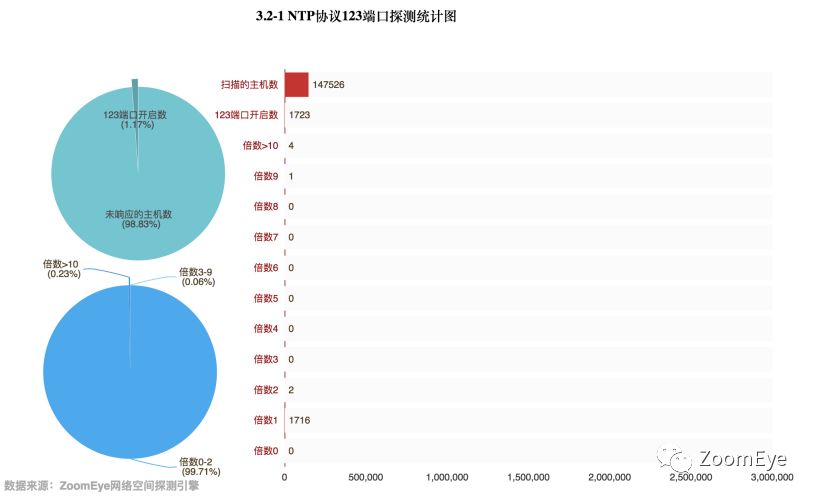 3.2-1 NTP协议123端口探测统计图
123端口开启数
(1.17%)
未响应的主机数
(98.83%)
倍数>10
(0.23%)
倍数3-9
(0.06%)
倍数0-2
(99.71%)
扫描的主机数 147526
123端口开启数 1723
倍数>10 4
倍数9 1
倍数8 0
倍数7 0
倍数6 0
倍数5 0
倍数4 0
倍数3 0
倍数2 2
倍数1 1716
倍数0 0
0 500,000 1,000,000 1,500,000 2,000,000 2,500,000 3,000,000
数据来源：ZoomEye网络空间探测引擎
ZoomEye